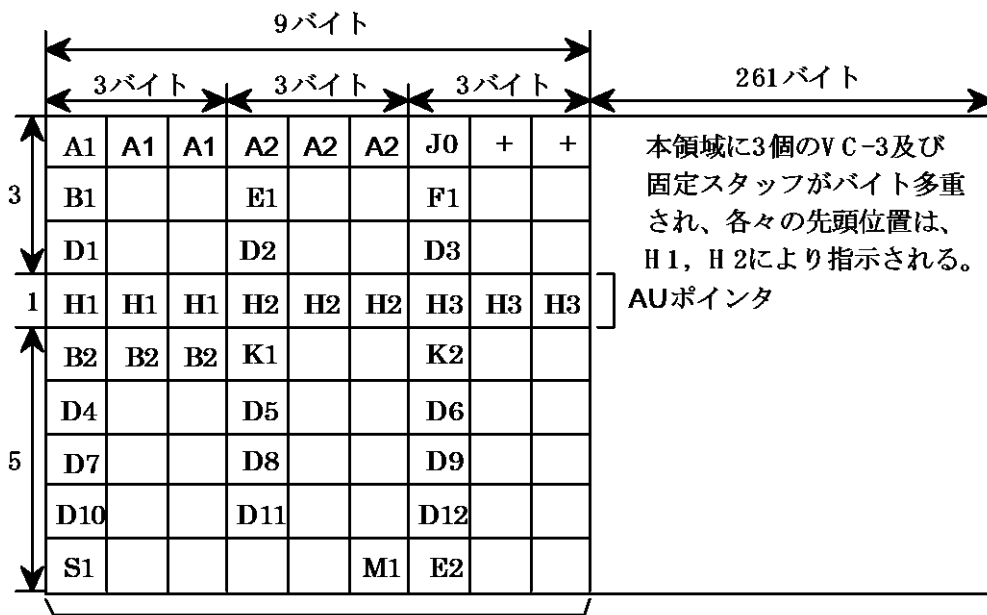 9バイト
3バイト 3バイト 3バイト 261バイト
A1 A1 A1 A2 A2 A2 J0 + +
本領域に3個のVC-3及び
固定スタッフがバイト多重
され、各々の先頭位置は、
H1, H2により指示される。
3
B1 E1 F1
D1 D2 D3
1 H1 H1 H1 H2 H2 H2 H3 H3 H3 AUポインタ
B2 B2 B2 K1 K2
D4 D5 D6
5
D7 D8 D9
D10 D11 D12
S1 M1 E2